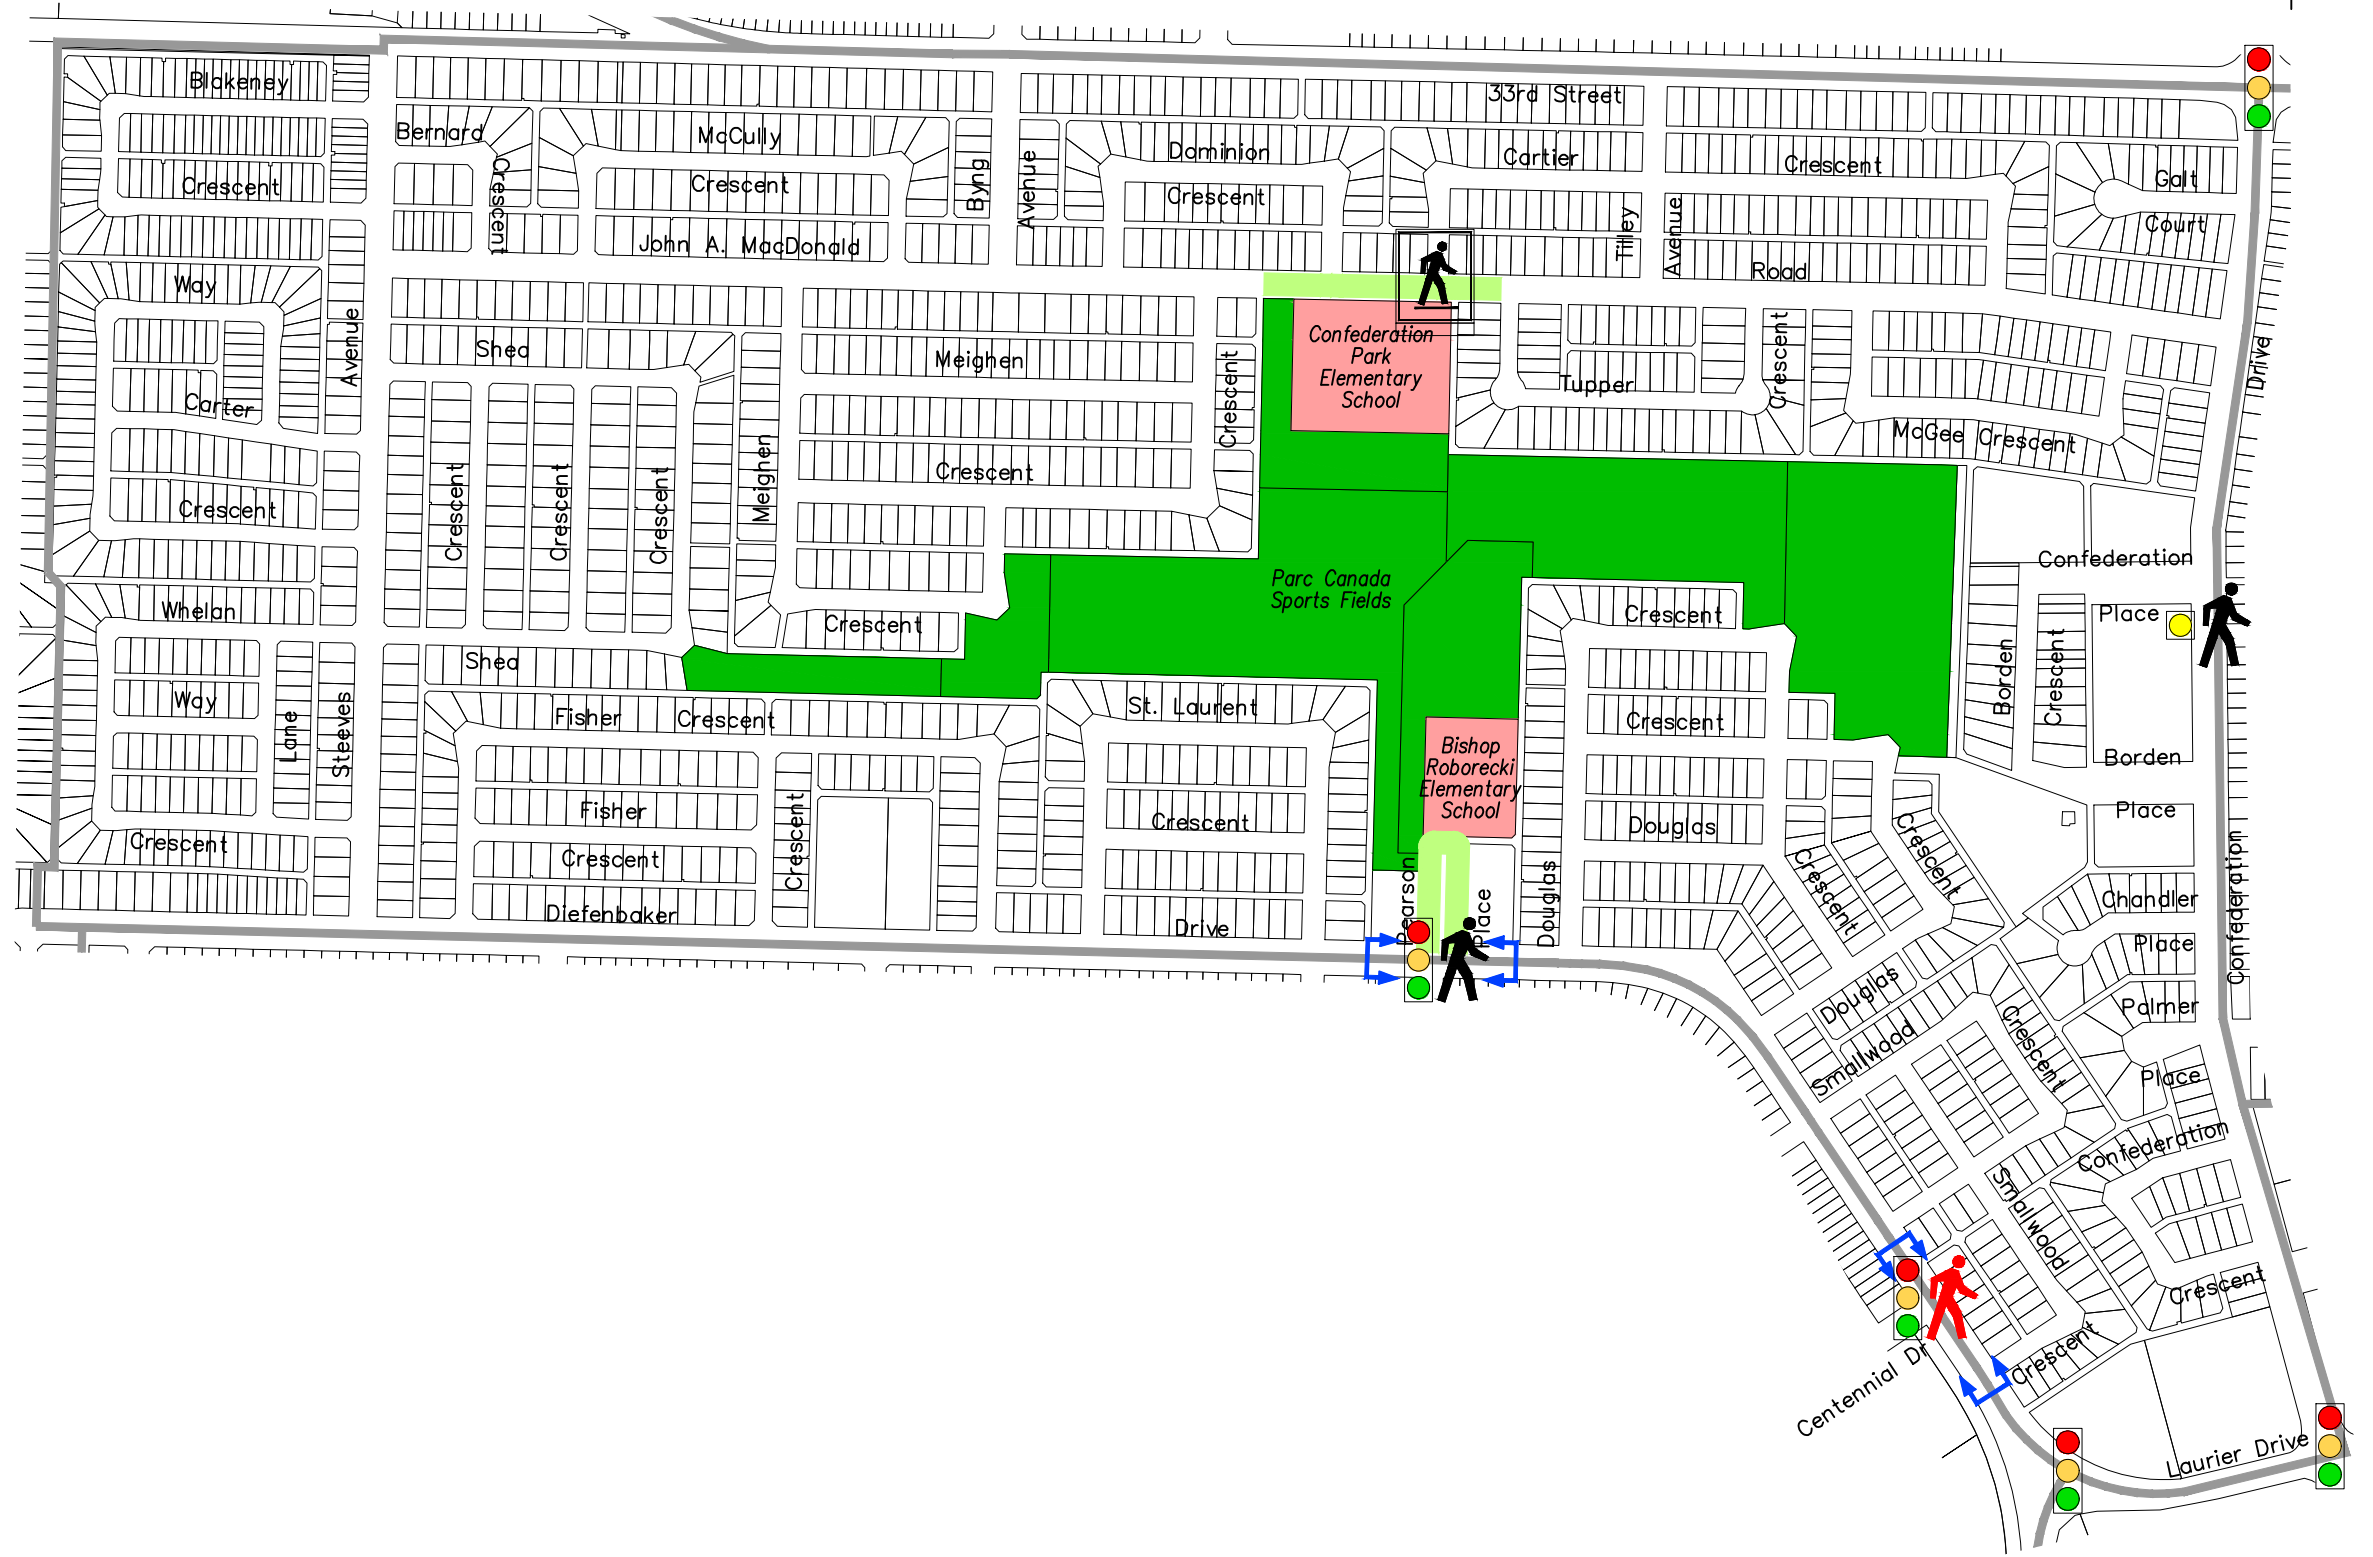 Blakeney
33rd Street
Bernard
McCully
Dominion
Cartier
Crescent
Galt
Crescent
Crescent
Crescent
Crescent
Byng
Avenue
Crescent
Tilley
Avenue
Court
John A. MacDonald
Road
Way
Avenue
Shed
Meighen
Crescent
Confederation
Park
Elementary
School
Tupper
Crescent
Drive
Carter
McGee Crescent
Crescent
Crescent
Crescent
Crescent
Meighen
Crescent
Parc Canada
Sports Fields
Confederation
Place
Whelan
Crescent
Crescent
Borden
Crescent
Shed
Way
Lane
Steeves
Fisher
Crescent
St. Laurent
Crescent
Bishop
Roborecki
Elementary
School
Borden
Place
Fisher
Crescent
Crescent
Douglas
Crescent
Crescent
Crescent
Crescent
Pearson
Place
Douglas
Confederation
Chandler
Place
Diefenbaker
Drive
Douglas
Palmer
Smallwood
Crescent
Place
Confederation
Smallwood
Crescent
Crescent
Centennial Dr
Laurier Drive